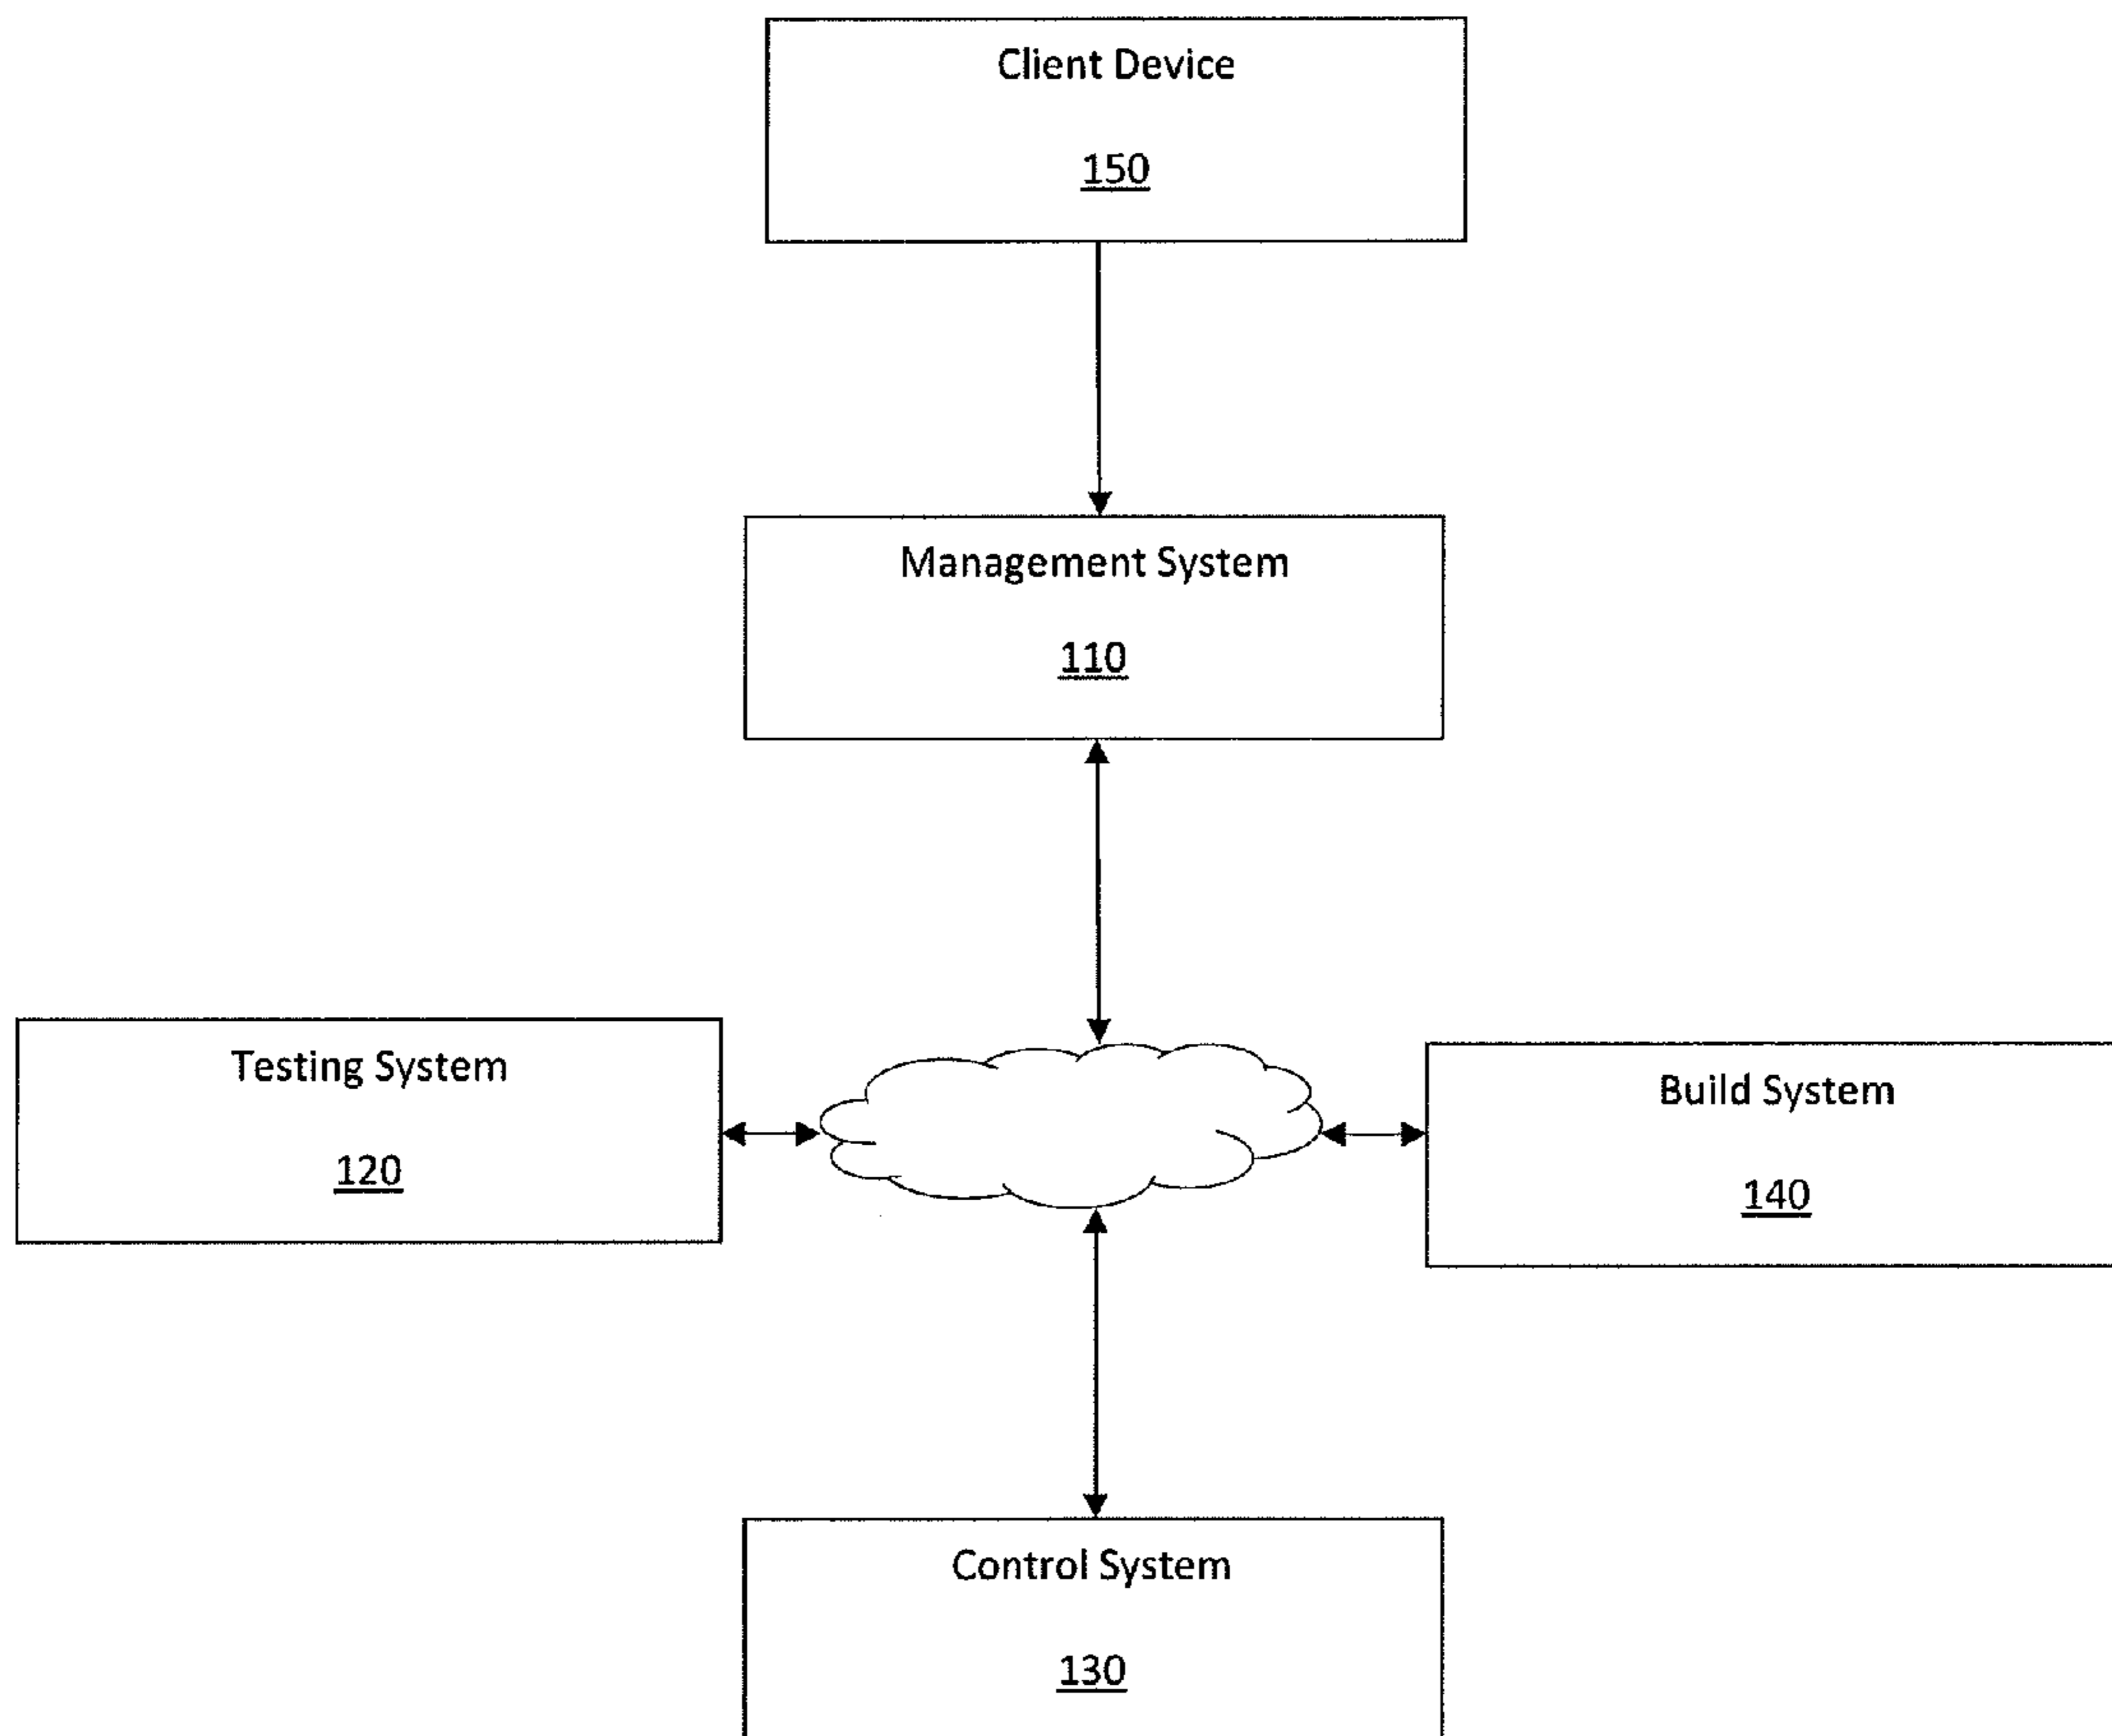 Client Device
150
Management System
110
Testing System
120
Build System
140
Control System
130